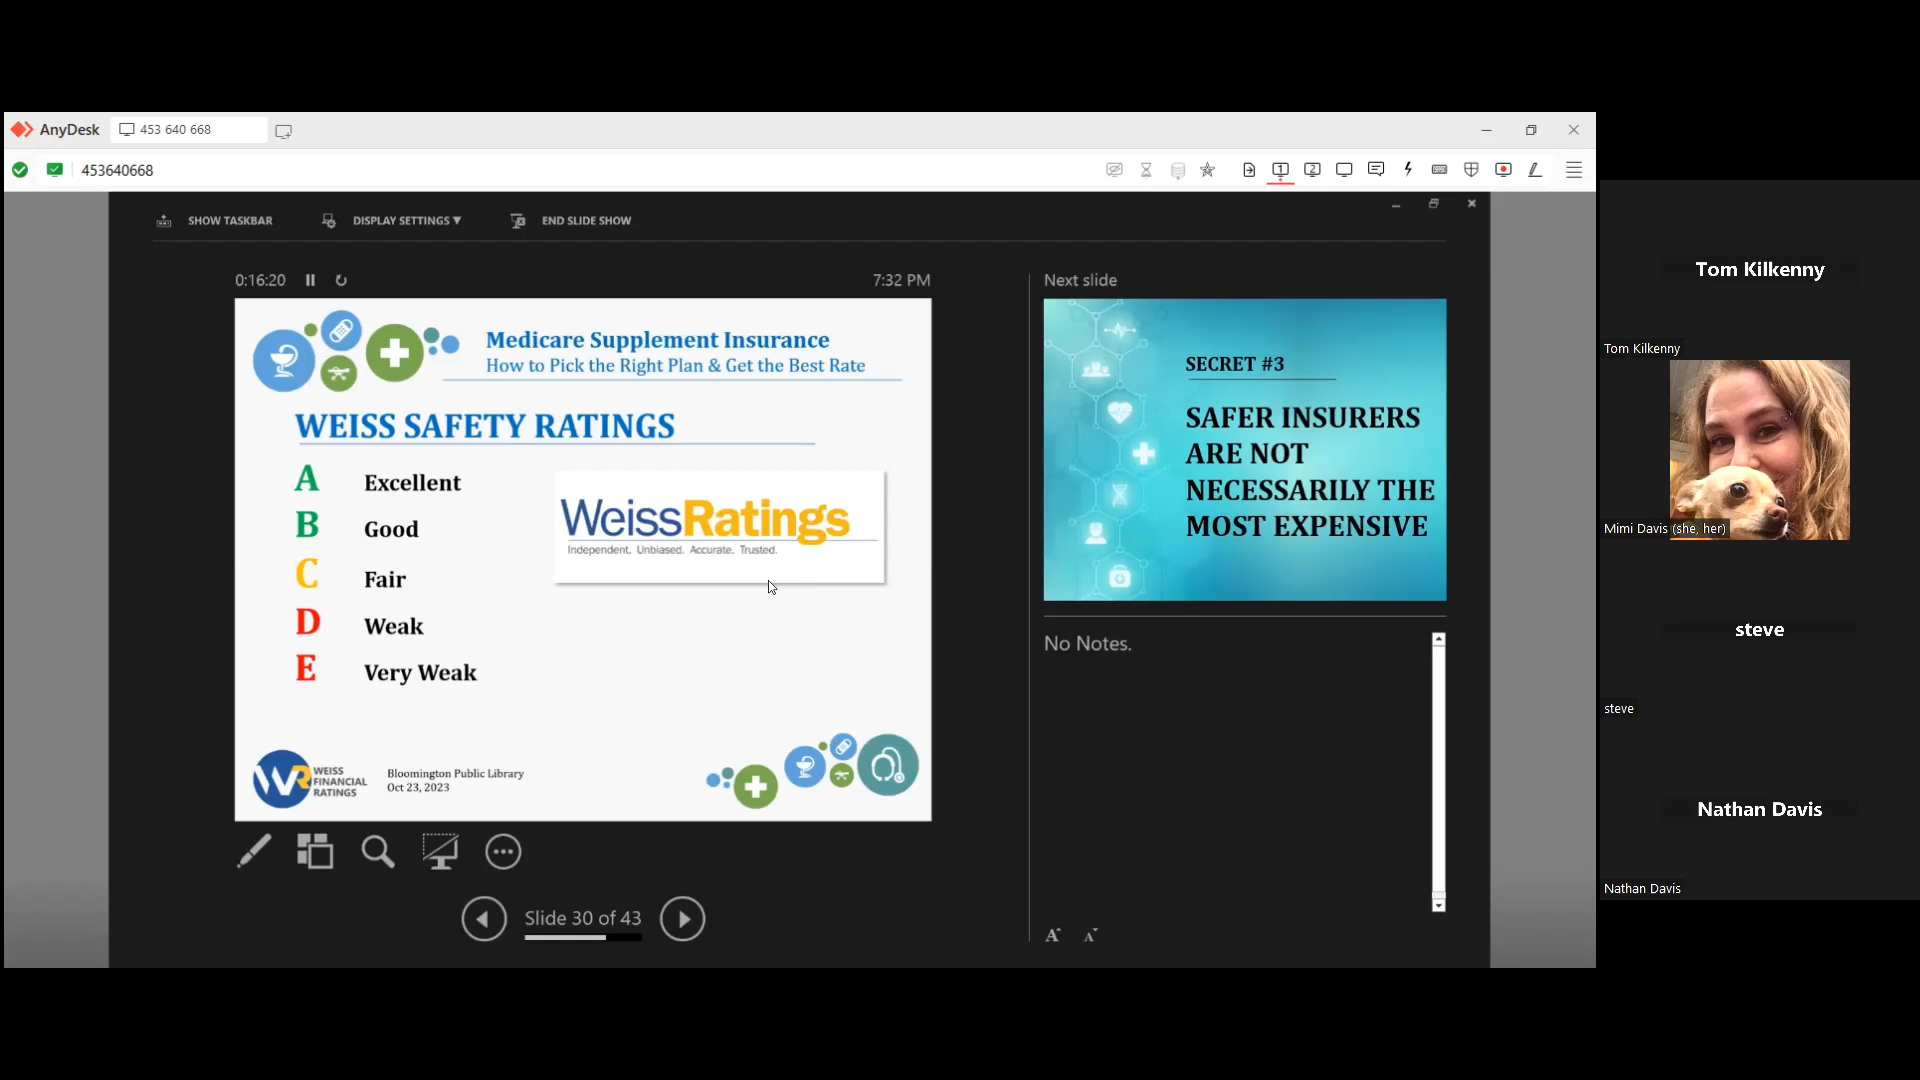 AnyDesk
453 640 668
453640668
1
2
SHOW TASKBAR
DISPLAY SETTINGS ▼
END SLIDE SHOW
0:16:20
7:32 PM
Medicare Supplement Insurance
How to Pick the Right Plan & Get the Best Rate
WEISS SAFETY RATINGS
A Excellent
B Good
C Fair
D Weak
E Very Weak
WeissRatings
Independent. Unbiased. Accurate. Trusted.
WR
WEISS
FINANCIAL
RATINGS
Bloomington Public Library
Oct 23, 2023
Slide 30 of 43
Next slide
SECRET #3
SAFER INSURERS
ARE NOT
NECESSARILY THE
MOST EXPENSIVE
No Notes.
A A
Tom Kilkenny
Tom Kilkenny
Mimi Davis (she, her)
steve
steve
Nathan Davis
Nathan Davis